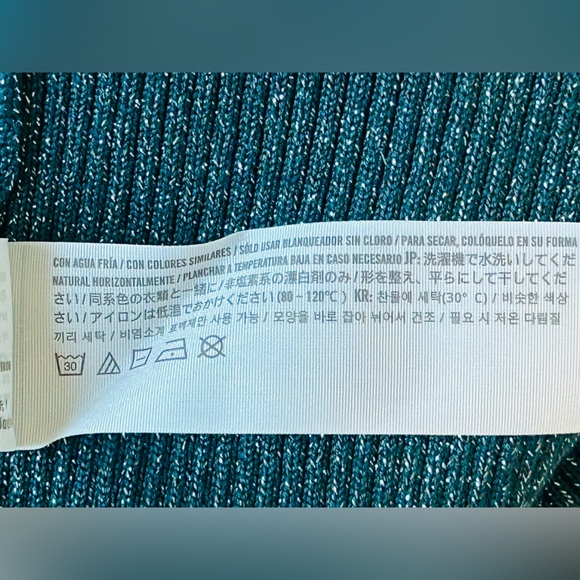 CON AGUA FRÍA / CON COLORES SIMILARES / SÓLO USAR BLANQUEADOR SIN CLORO / PARA SECAR, COLÓQUELO EN SU FORMA
NATURAL HORIZONTALMENTE / PLANCHAR A TEMPERATURA BAJA EN CASO NECESARIO JP: 洗濯機で水洗いしてくだ
さい / 同系色の衣類と一緒に / 非塩素系の漂白剤のみ / 形を整え、平らにして干してくだ
さい / アイロンは低温でおかけください (80 – 120°C) KR: 찬물에 세탁(30° C) / 비슷한 색상
끼리 세탁 / 비염소계 표백제만 사용 가능 / 모양을 바로 잡아 뉘어서 건조 / 필요 시 저온 다림질
30